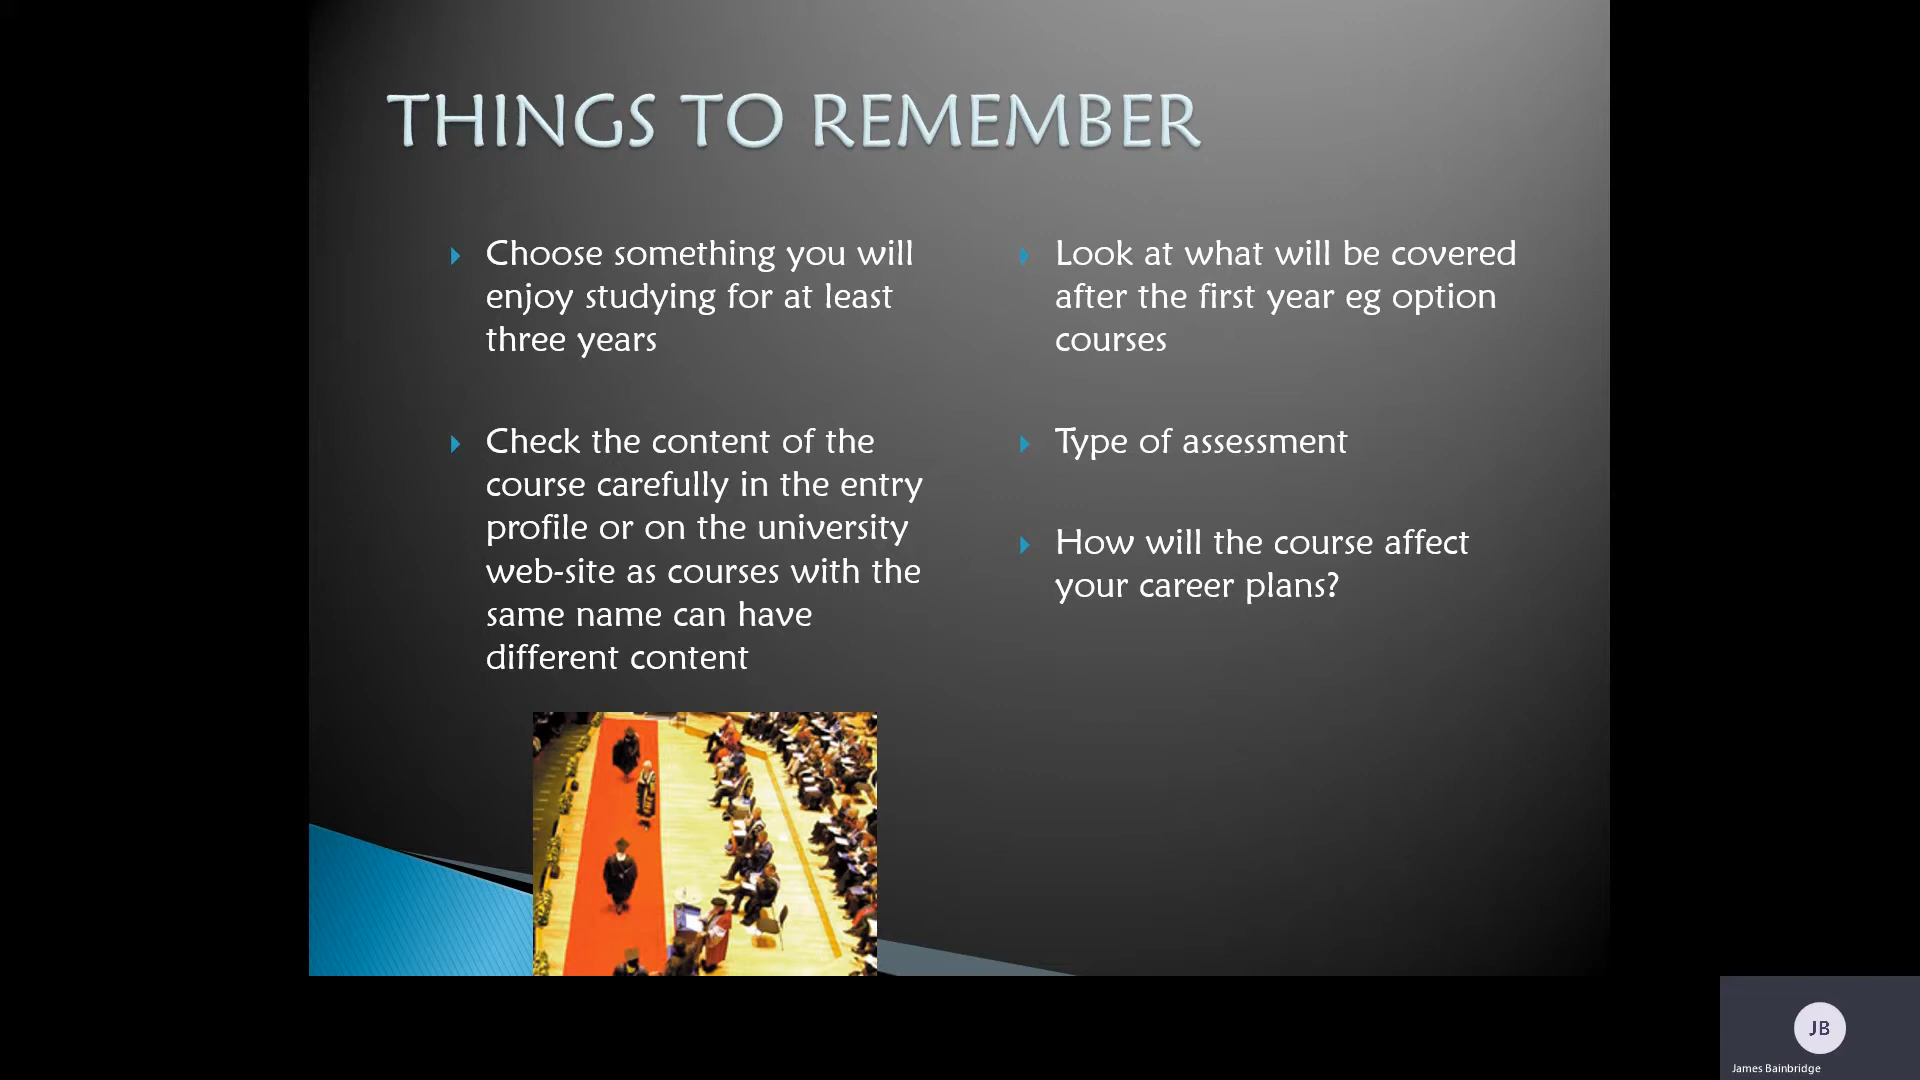 THINGS TO REMEMBER
Choose something you will
enjoy studying for at least
three years
Check the content of the
course carefully in the entry
profile or on the university
web-site as courses with the
same name can have
different content
Look at what will be covered
after the first year eg option
courses
Type of assessment
How will the course affect
your career plans?
JB
James Bainbridge